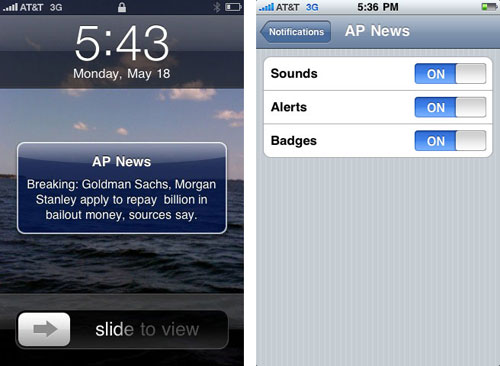 AT&T 3G
5:43
Monday, May 18
AP News
Breaking: Goldman Sachs, Morgan
Stanley apply to repay billion in
bailout money, sources say.
slide to view
AT&T 3G 5:36 PM
Notifications AP News
Sounds ON
Alerts ON
Badges ON